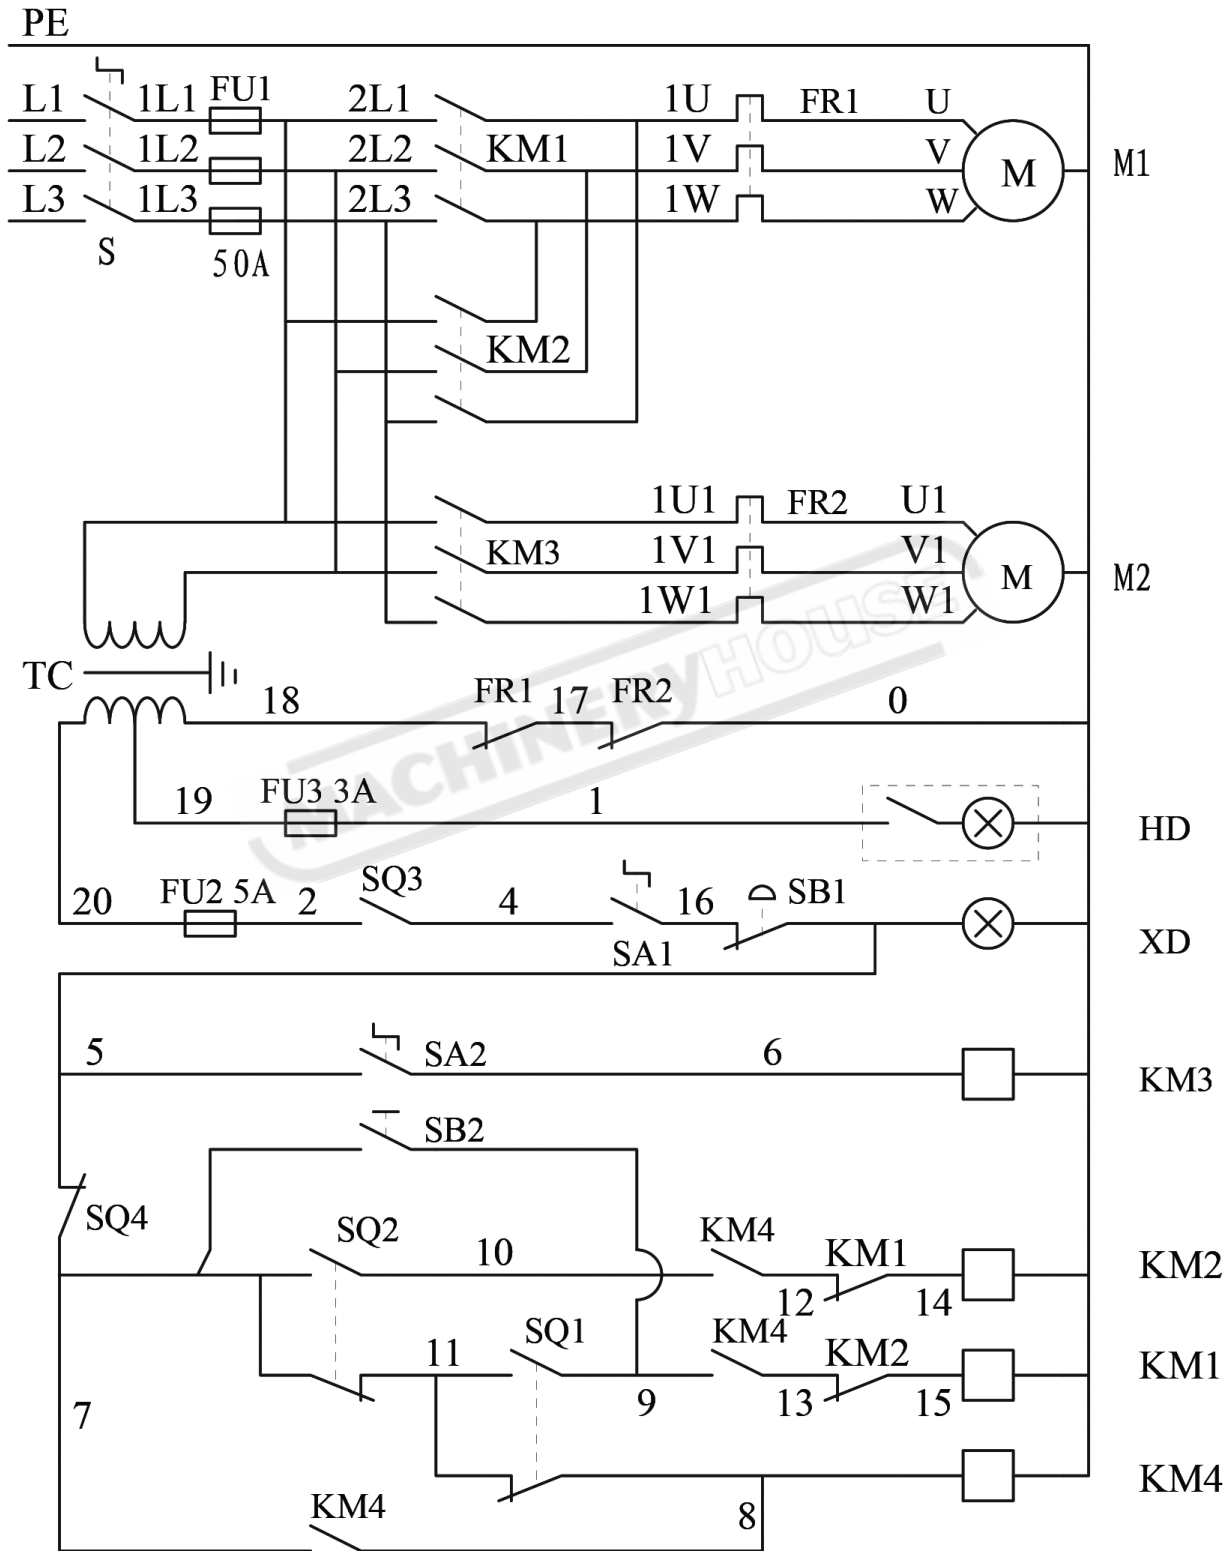 PE
L1 1L1 FU1 2L1 1U FR1 U
L2 1L2 2L2 KM1 1V V M M1
L3 1L3 2L3 1W W
S 50A
KM2
1U1 FR2 U1
KM3 1V1 V1 M M2
1W1 W1
MACHINERYHOUSE
TC
18 FR1 17 FR2 0
19 FU3 3A 1 HD
20 FU2 5A 2 SQ3 4 16 SB1
SA1 XD
5 SA2 6 KM3
SB2
SQ4 SQ2 10 KM4 KM1 KM2
12 14
11 SQ1 KM4 KM2 KM1
7 9 13 15
KM4 8 KM4